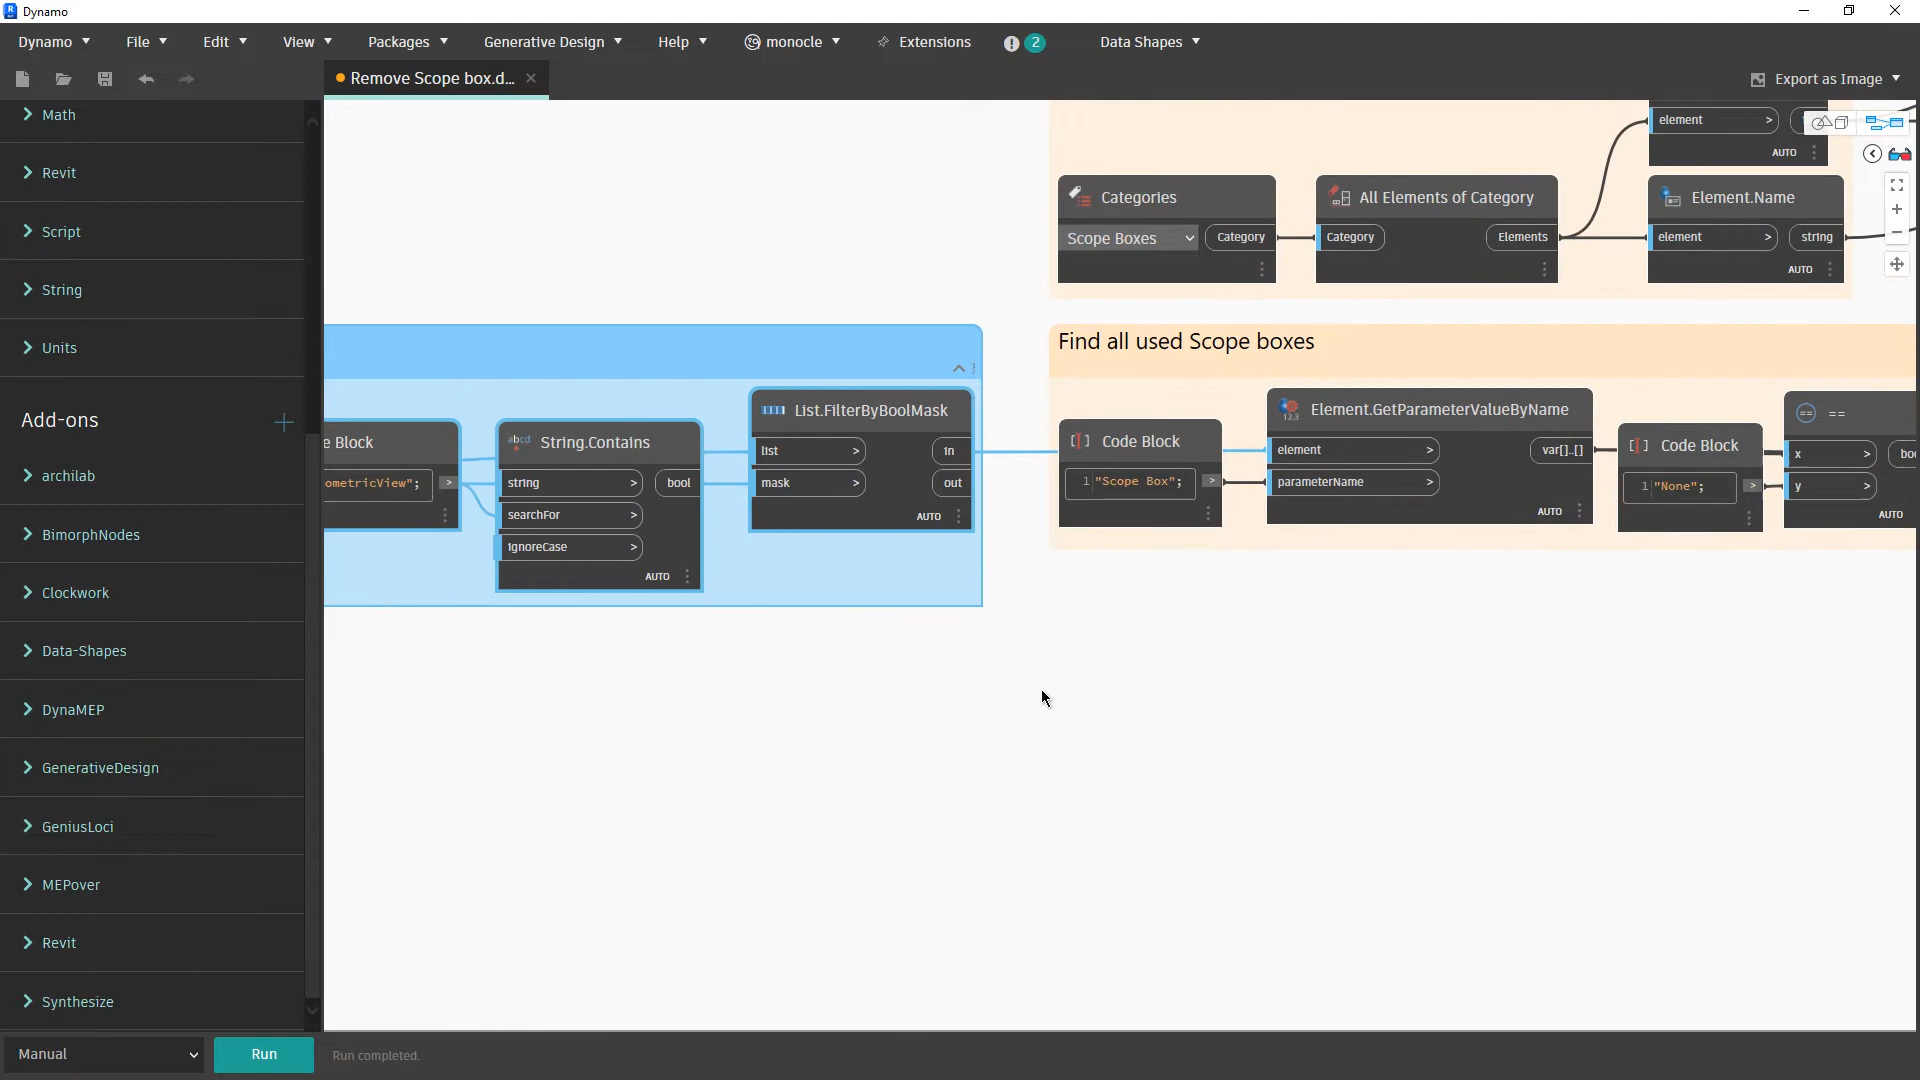 Dynamo
Dynamo File Edit View Packages Generative Design Help monocle Extensions 2 Data Shapes
Remove Scope box.d...
Export as Image
Math
Revit
Script
String
Units
Add-ons
archilab
BimorphNodes
Clockwork
Data-Shapes
DynaMEP
GenerativeDesign
GeniusLoci
MEPover
Revit
Synthesize
element >
AUTO
Categories
Scope Boxes
Category
All Elements of Category
Category
Elements
Element.Name
element >
string
AUTO
e Block
ometricView";
>
String.Contains
string >
bool
searchFor >
ignoreCase >
AUTO
List.FilterByBoolMask
list >
in
mask >
out
AUTO
Find all used Scope boxes
Code Block
1 "Scope Box";
>
Element.GetParameterValueByName
element >
var[]..[]
parameterName >
AUTO
Code Block
1 "None";
>
==
==
x >
boo
y >
AUTO
Manual
Run
Run completed.